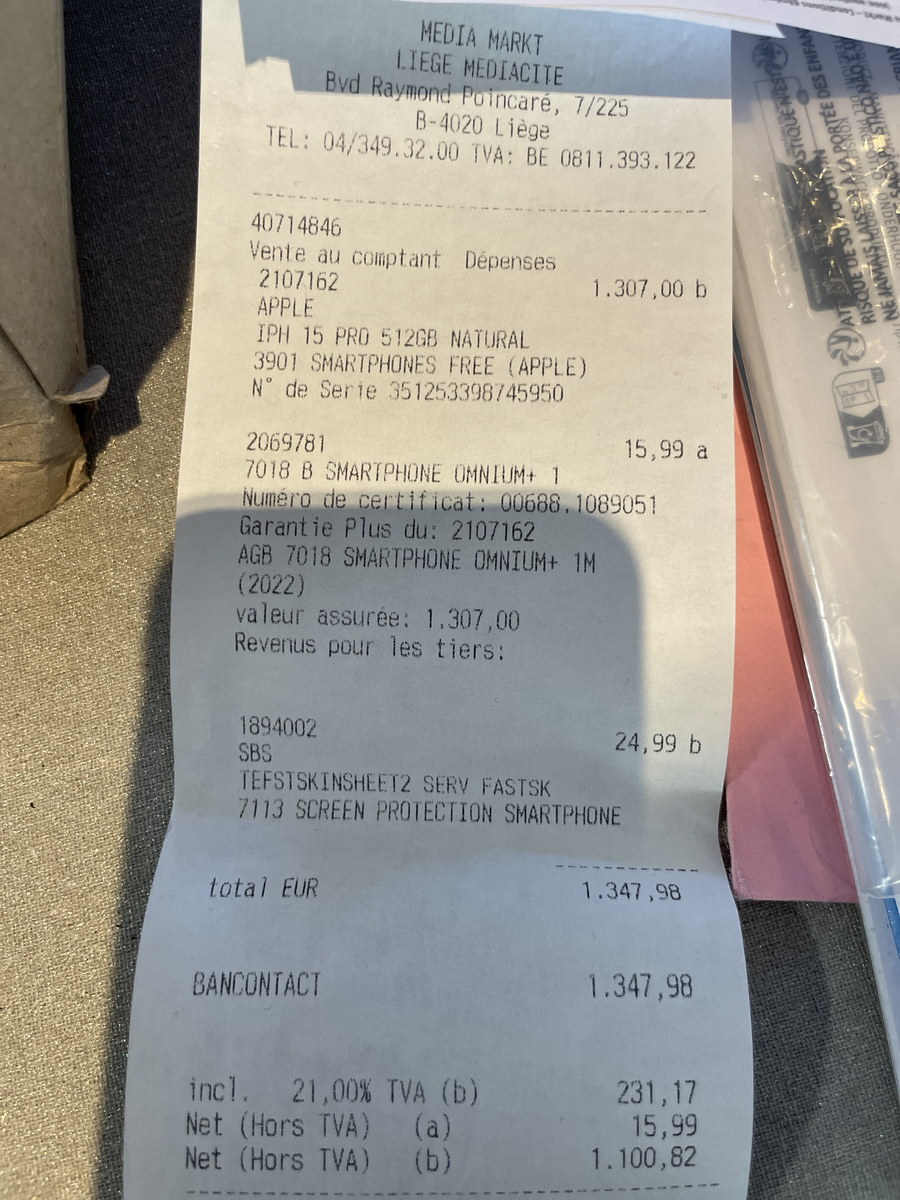 MEDIA MARKT
LIEGE MEDIACITE
Bvd Raymond Poincaré, 7/225
B-4020 Liège
TEL: 04/349.32.00 TVA: BE 0811.393.122
40714846
Vente au comptant Dépenses
2107162 1.307,00 b
APPLE
IPH 15 PRO 512GB NATURAL
3901 SMARTPHONES FREE (APPLE)
N° de Serie 351253398745950
2069781 15,99 a
7018 B SMARTPHONE OMNIUM+ 1
Numéro de certificat: 00688.1089051
Garantie Plus du: 2107162
AGB 7018 SMARTPHONE OMNIUM+ 1M
(2022)
valeur assurée: 1.307,00
Revenus pour les tiers:
1894002 24,99 b
SBS
TEFSTSKINSHEET2 SERV FASTSK
7113 SCREEN PROTECTION SMARTPHONE
total EUR 1.347,98
BANCONTACT 1.347,98
incl. 21,00% TVA (b) 231,17
Net (Hors TVA) (a) 15,99
Net (Hors TVA) (b) 1.100,82
PORTÉE DES ENFAN
NE JAMAIS